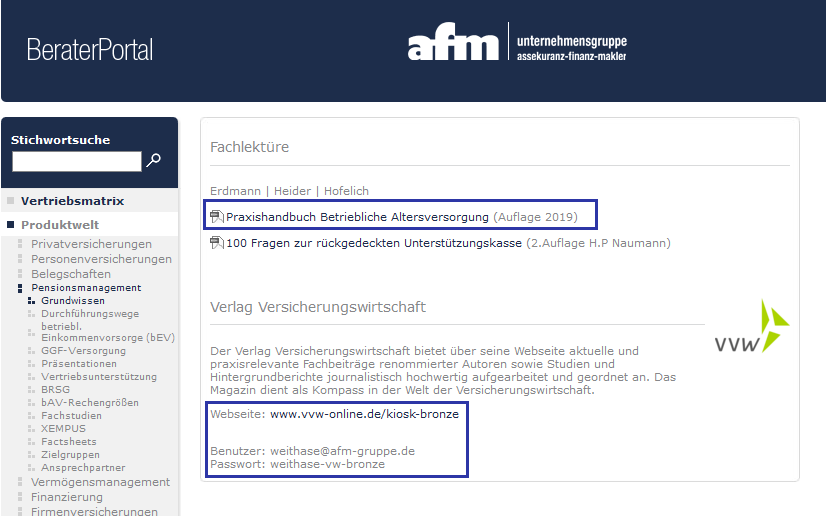 BeraterPortal
afm
unternehmensgruppe
assekuranz-finanz-makler
Stichwortsuche
Vertriebsmatrix
Produktwelt
Privatversicherungen
Personenversicherungen
Belegschaften
Pensionsmanagement
Grundwissen
Durchführungswege
betriebl.
Einkommenvorsorge (bEV)
GGF-Versorgung
Präsentationen
Vertriebsunterstützung
BRSG
bAV-Rechengrößen
Fachstudien
XEMPUS
Factsheets
Zielgruppen
Ansprechpartner
Vermögensmanagement
Finanzierung
Firmenversicherungen
Fachlektüre
Erdmann | Heider | Hofelich
Praxishandbuch Betriebliche Altersversorgung (Auflage 2019)
100 Fragen zur rückgedeckten Unterstützungskasse (2.Auflage H.P Naumann)
Verlag Versicherungswirtschaft
vvw
Der Verlag Versicherungswirtschaft bietet über seine Webseite aktuelle und
praxisrelevante Fachbeiträge renommierter Autoren sowie Studien und
Hintergrundberichte journalistisch hochwertig aufgearbeitet und geordnet an. Das
Magazin dient als Kompass in der Welt der Versicherungswirtschaft.
Webseite: www.vvw-online.de/kiosk-bronze
Benutzer: weithase@afm-gruppe.de
Passwort: weithase-vw-bronze